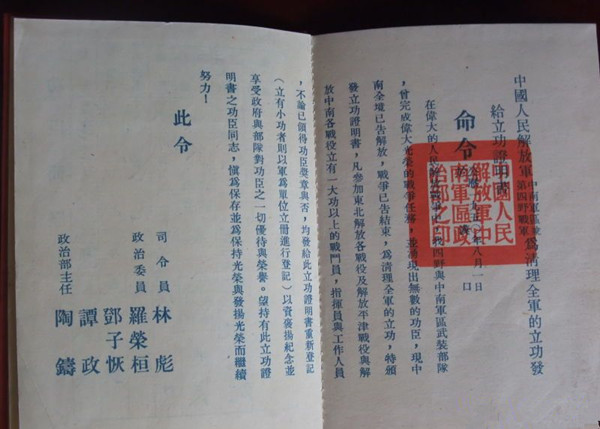 中國人民解放軍 中南軍區兼 第四野戰軍 為清理全軍的立功發
給立功證明書
命令
八月一日
在偉大的人民 四野與中南軍區武裝部隊
,曾完成偉大光榮的戰爭任務,並湧現出無數的功臣,現中
南全境已告解放,戰爭已告結束,為清理全軍的立功,特頒
發立功證明書,凡參加東北解放各戰役及解放平津戰役與解
放中南各戰役立有一大功以上的戰鬥員,指揮員與工作人員
,不論已領得功臣獎章與否,均發給此立功證明書重新登記
(立有小功者則以軍為單位立冊進行登記)以資褒揚紀念並
享受政府與部隊對功臣之一切優待與榮譽。望持有此立功證
明書之功臣同志,慎為保存並為保持光榮與發揚光榮而繼續
努力!
此令
司令員 林彪
政治委員 羅榮桓
鄧子恢
譚政
政治部主任 陶鑄
中國人民
解放軍中
南軍區政
治部之印